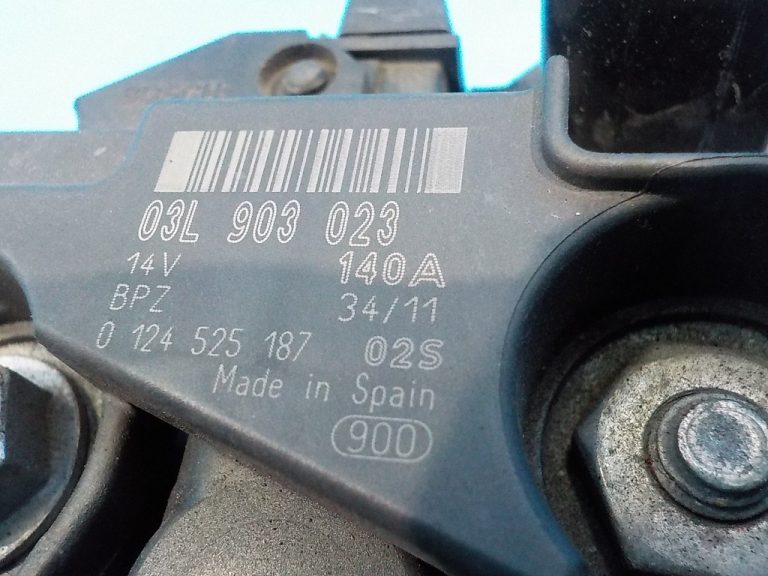 03L 903 023
14V 140A
BPZ 34/11
0 124 525 187 02S
Made in Spain
900